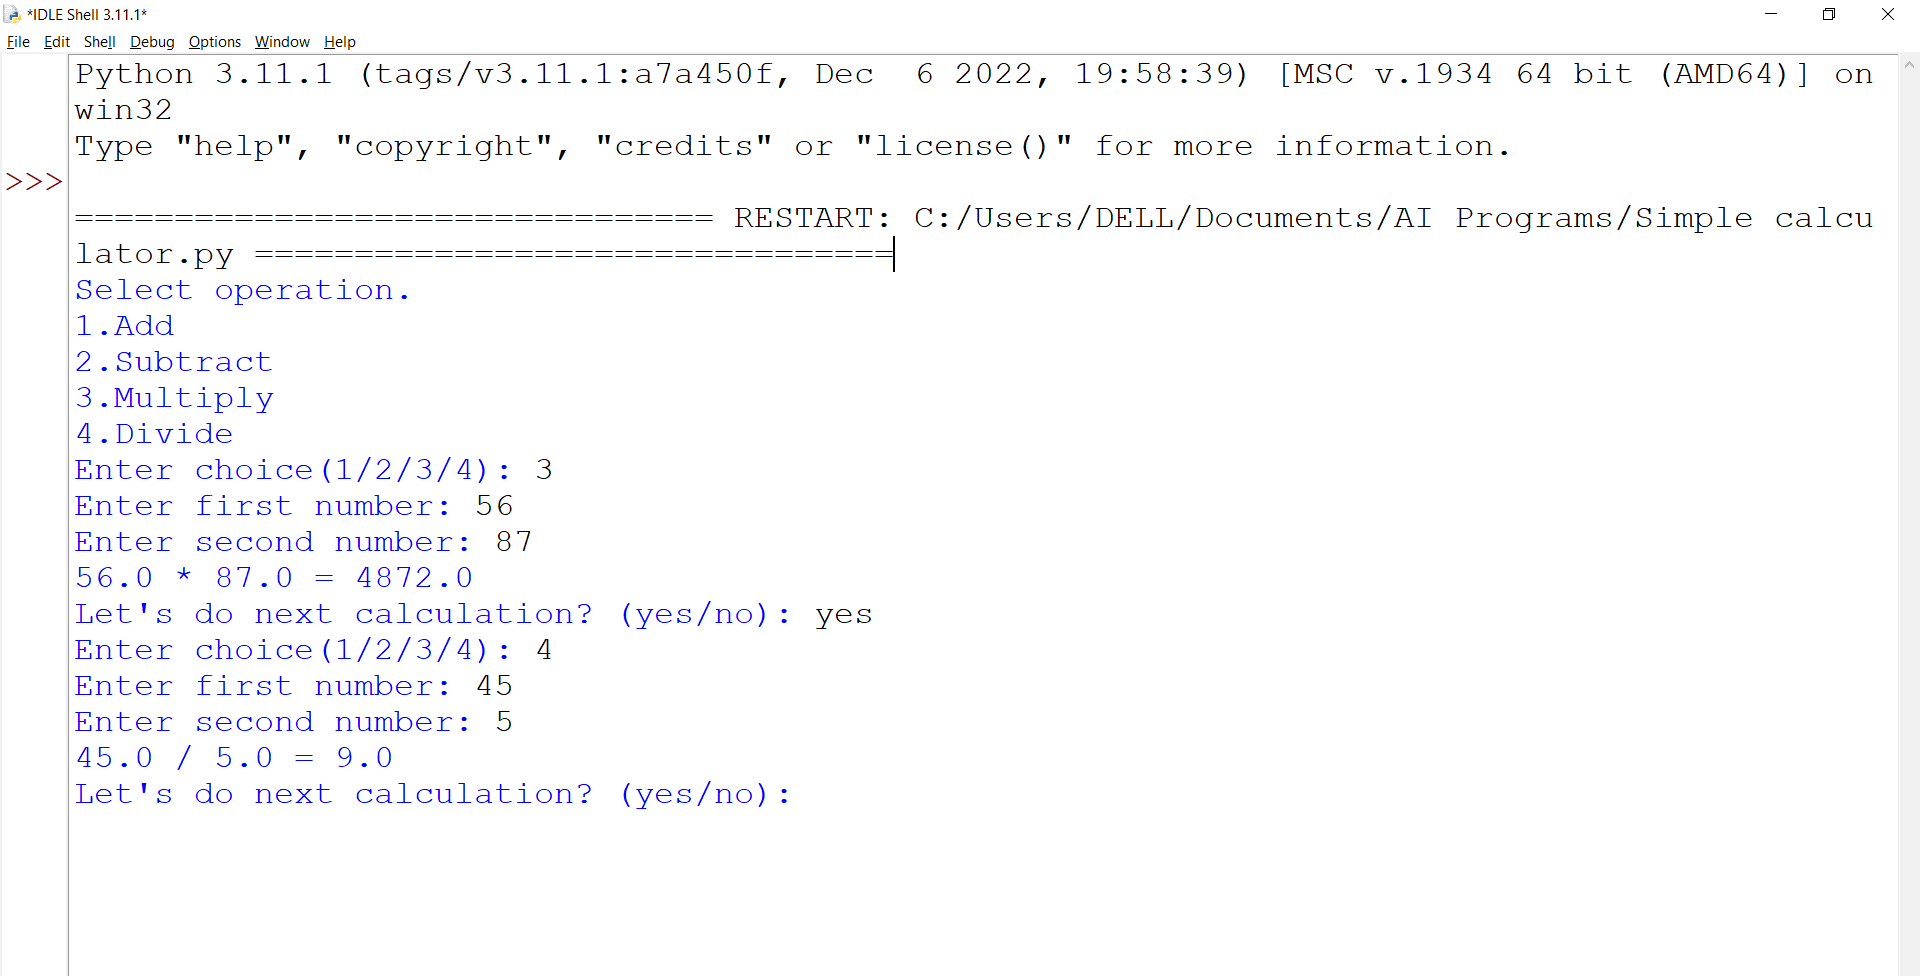 *IDLE Shell 3.11.1*
File Edit Shell Debug Options Window Help
Python 3.11.1 (tags/v3.11.1:a7a450f, Dec  6 2022, 19:58:39) [MSC v.1934 64 bit (AMD64)] on
win32
Type "help", "copyright", "credits" or "license()" for more information.
>>>
================================ RESTART: C:/Users/DELL/Documents/AI Programs/Simple calcu
lator.py ================================
Select operation.
1.Add
2.Subtract
3.Multiply
4.Divide
Enter choice(1/2/3/4): 3
Enter first number: 56
Enter second number: 87
56.0 * 87.0 = 4872.0
Let's do next calculation? (yes/no): yes
Enter choice(1/2/3/4): 4
Enter first number: 45
Enter second number: 5
45.0 / 5.0 = 9.0
Let's do next calculation? (yes/no):